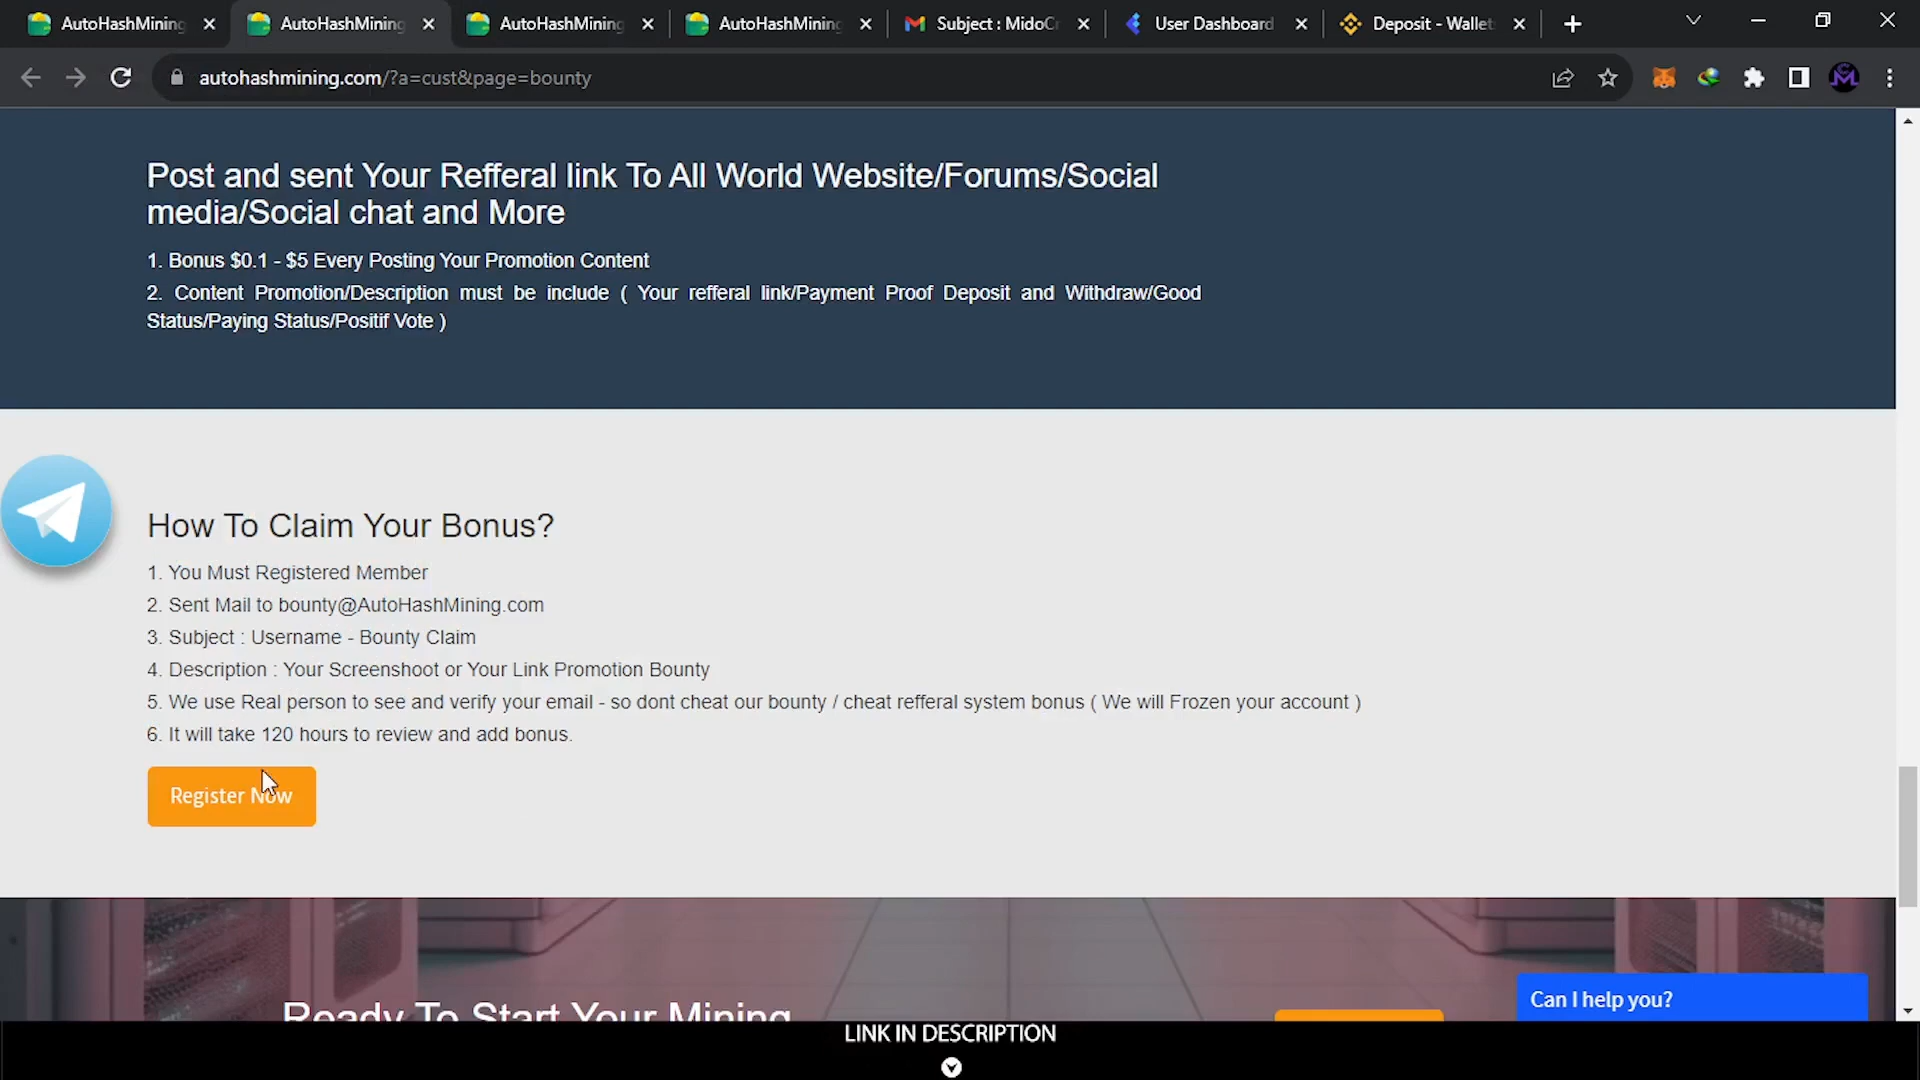 AutoHashMining
AutoHashMining
AutoHashMining
AutoHashMining
Subject : MidoCr
User Dashboard
Deposit - Wallet
autohashmining.com/?a=cust&page=bounty
Post and sent Your Refferal link To All World Website/Forums/Social
media/Social chat and More
1. Bonus $0.1 - $5 Every Posting Your Promotion Content
2. Content Promotion/Description must be include ( Your refferal link/Payment Proof Deposit and Withdraw/Good
Status/Paying Status/Positif Vote )
How To Claim Your Bonus?
1. You Must Registered Member
2. Sent Mail to bounty@AutoHashMining.com
3. Subject : Username - Bounty Claim
4. Description : Your Screenshoot or Your Link Promotion Bounty
5. We use Real person to see and verify your email - so dont cheat our bounty / cheat refferal system bonus ( We will Frozen your account )
6. It will take 120 hours to review and add bonus.
Register Now
Ready To Start Your Mining
Can I help you?
LINK IN DESCRIPTION